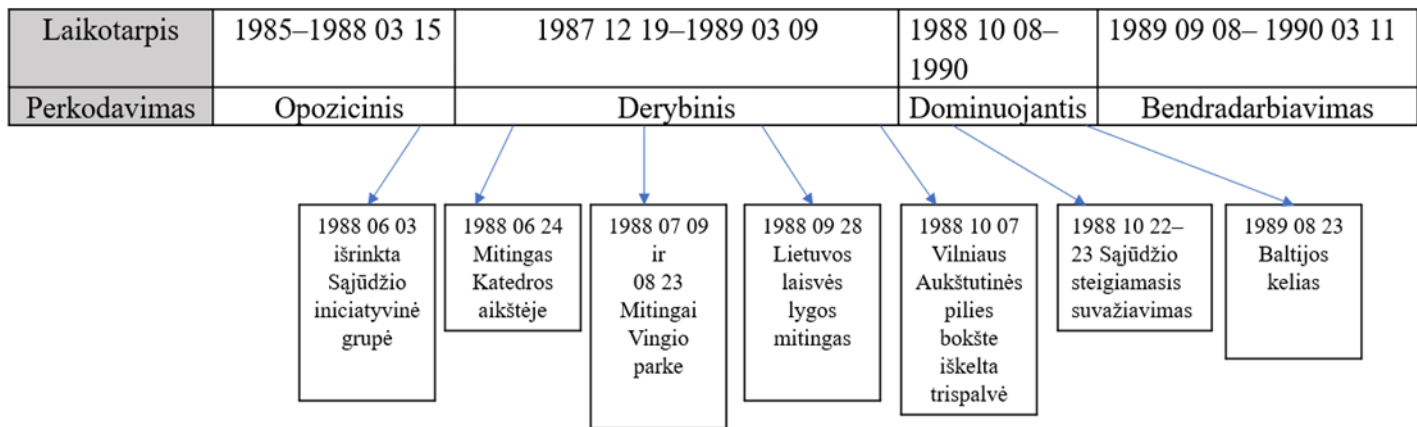 Laikotarpis
1985–1988 03 15
1987 12 19–1989 03 09
1988 10 08–
1990
1989 09 08– 1990 03 11
Perkodavimas
Opozicinis
Derybinis
Dominuojantis
Bendradarbiavimas
1988 06 03
išrinkta
Sąjūdžio
iniciatyvinė
grupė
1988 06 24
Mitingas
Katedros
aikštėje
1988 07 09
ir
08 23
Mitingai
Vingio
parke
1988 09 28
Lietuvos
laisvės
lygos
mitingas
1988 10 07
Vilniaus
Aukštutinės
pilies
bokšte
iškelta
trispalvė
1988 10 22–
23 Sąjūdžio
steigiamasis
suvažiavimas
1989 08 23
Baltijos
kelias